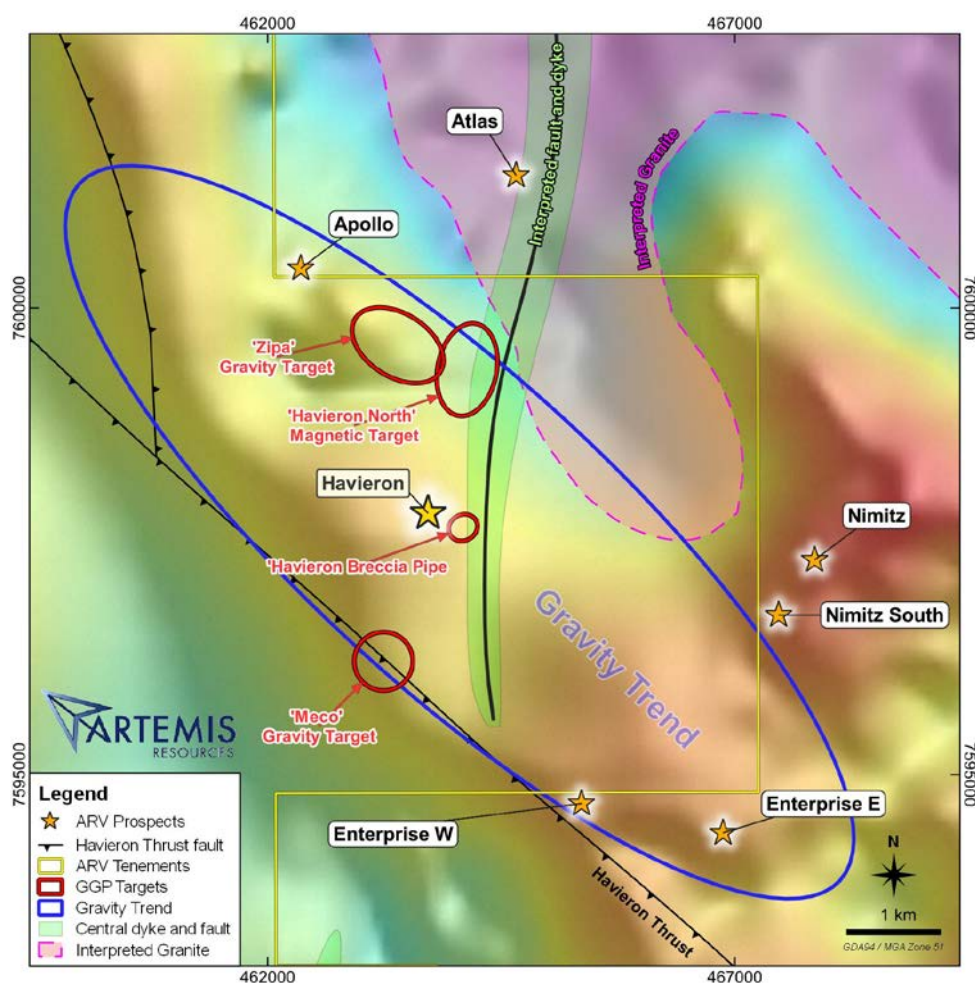 462000
467000
Atlas
Interpreted fault and dyke
Interpreted Granite
Apollo
7600000
7600000
'Zipa'
Gravity Target
'Havieron North'
Magnetic Target
Havieron
'Havieron Breccia Pipe
Nimitz
Nimitz South
Gravity Trend
'Meco'
Gravity Target
ARTEMIS
RESOURCES
7595000
7595000
Enterprise W
Enterprise E
Havieron Thrust
Legend
ARV Prospects
Havieron Thrust fault
ARV Tenements
GGP Targets
Gravity Trend
Central dyke and fault
Interpreted Granite
N
1 km
GDA94 / MGA Zone 51
462000
467000